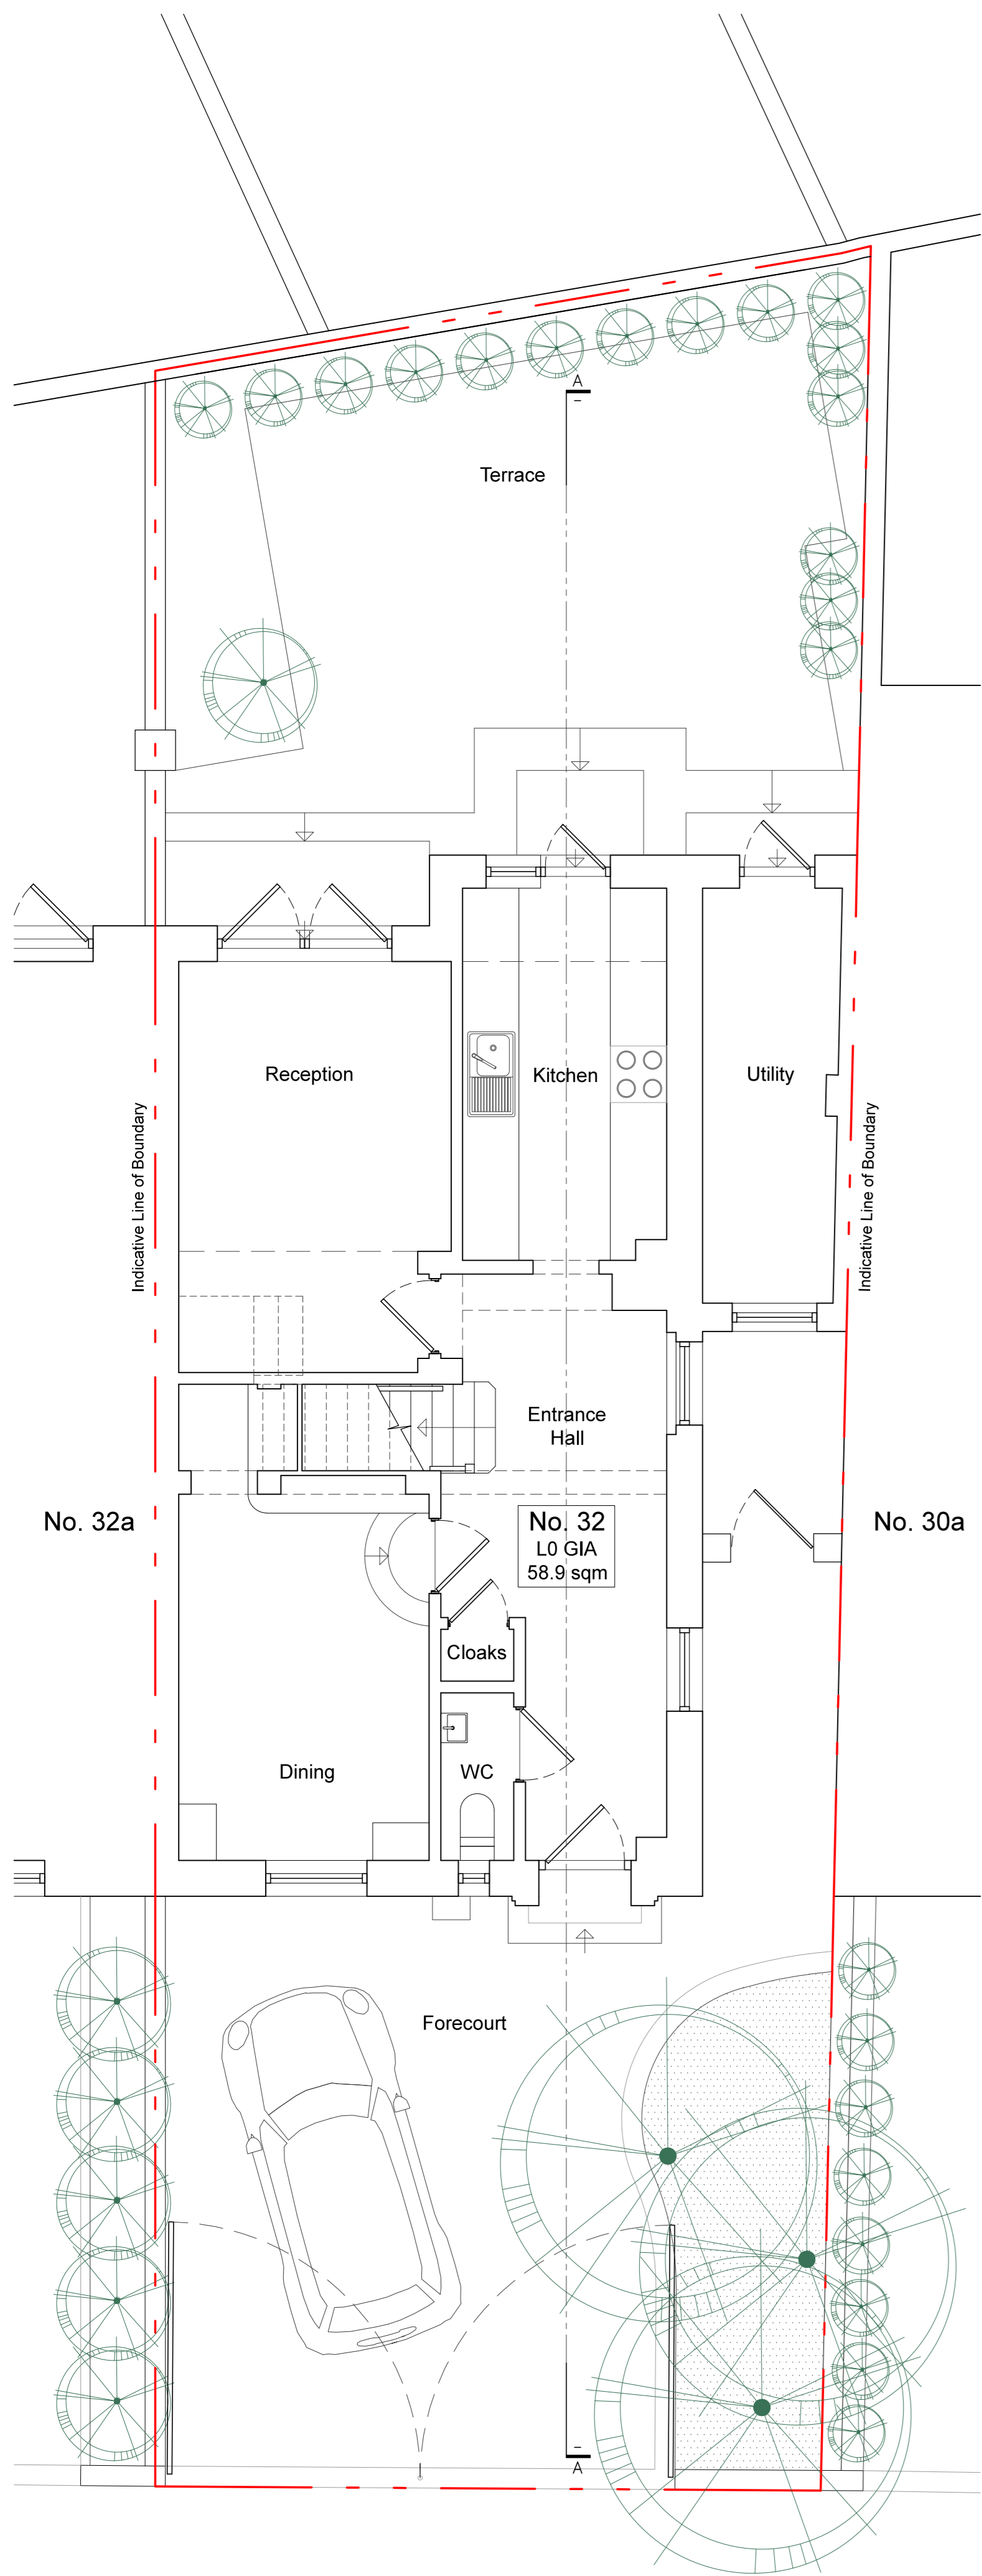 A
–
Terrace
Reception
Kitchen
Utility
Indicative Line of Boundary
Indicative Line of Boundary
Entrance
Hall
No. 32a
No. 32
L0 GIA
58.9 sqm
No. 30a
Cloaks
Dining
WC
Forecourt
–
A